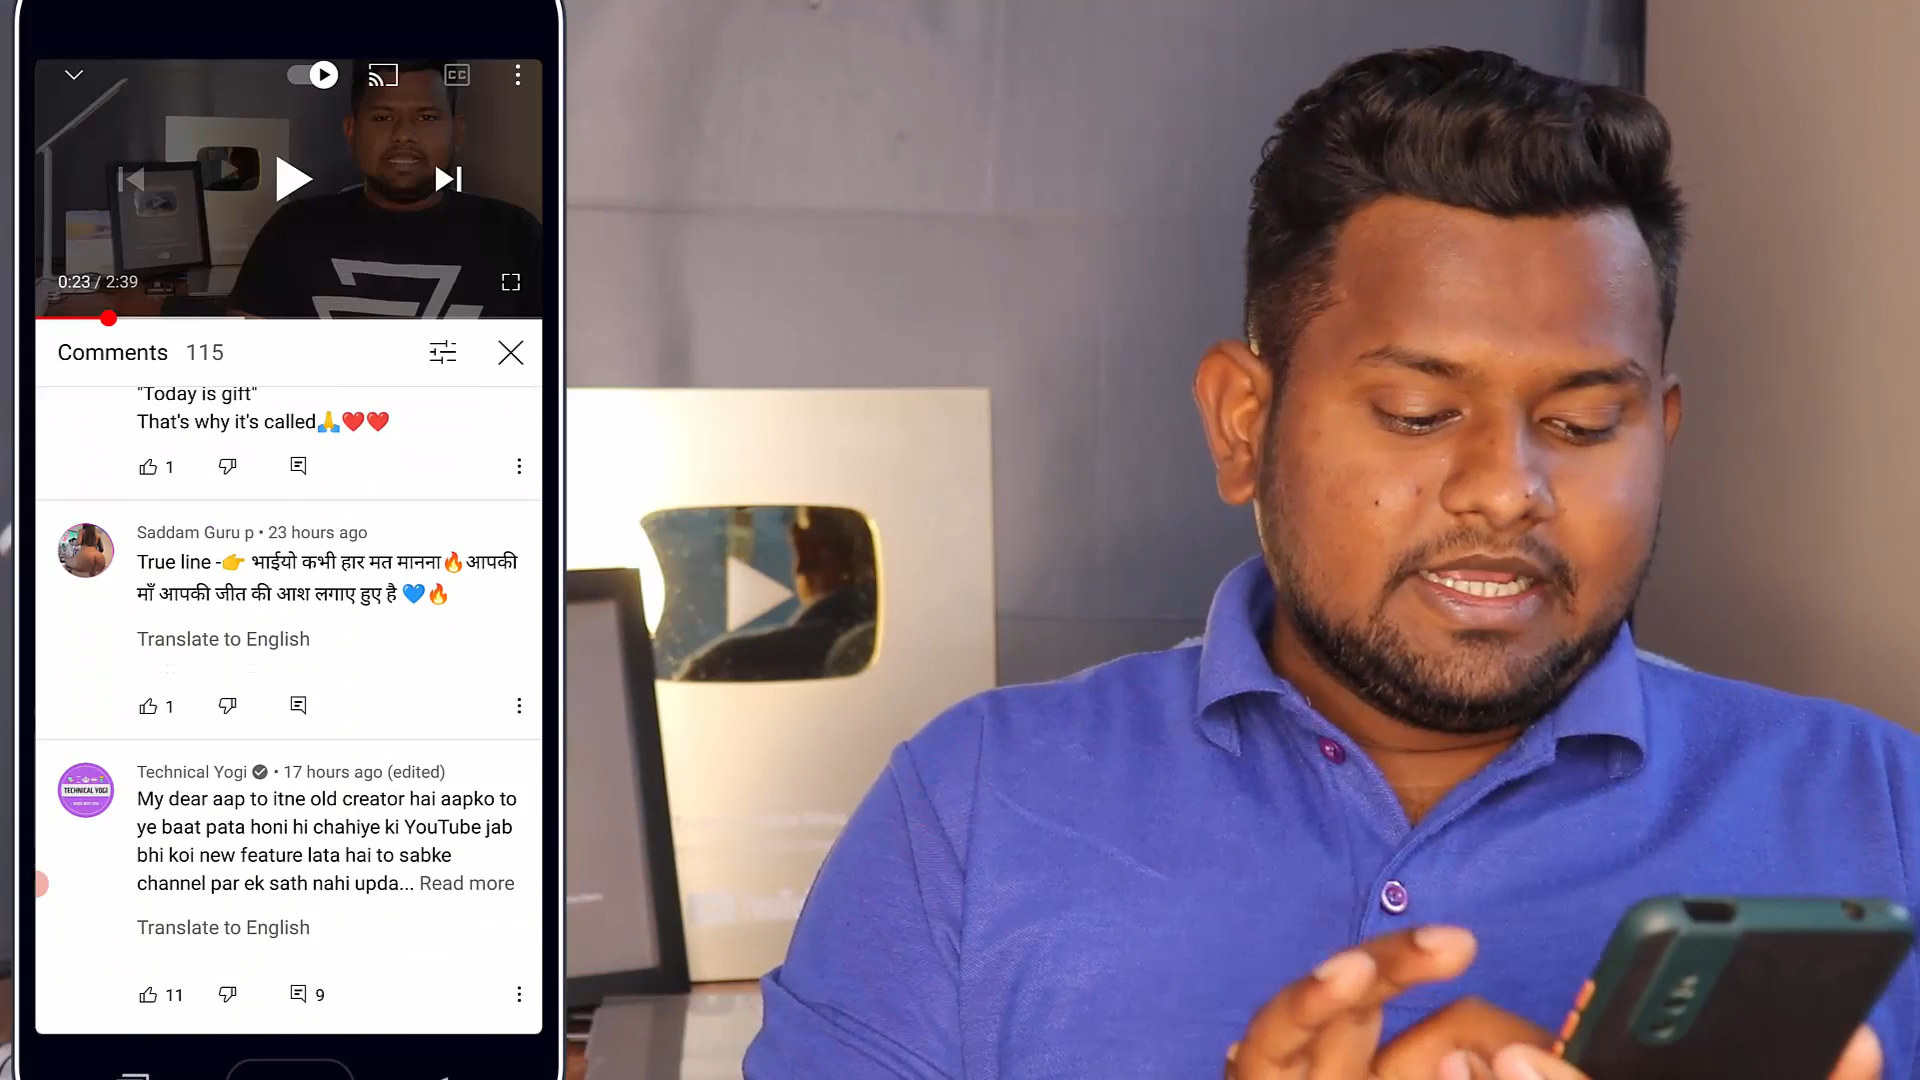 CC
0:23 / 2:39
Comments 115
"Today is gift"
That's why it's called🙏❤️❤️
1
Saddam Guru p • 23 hours ago
True line -👉 भाईयो कभी हार मत मानना🔥आपकी
माँ आपकी जीत की आश लगाए हुए है 💙🔥
Translate to English
1
TECHNICAL YOGI
Technical Yogi • 17 hours ago (edited)
My dear aap to itne old creator hai aapko to
ye baat pata honi hi chahiye ki YouTube jab
bhi koi new feature lata hai to sabke
channel par ek sath nahi upda... Read more
Translate to English
11
9